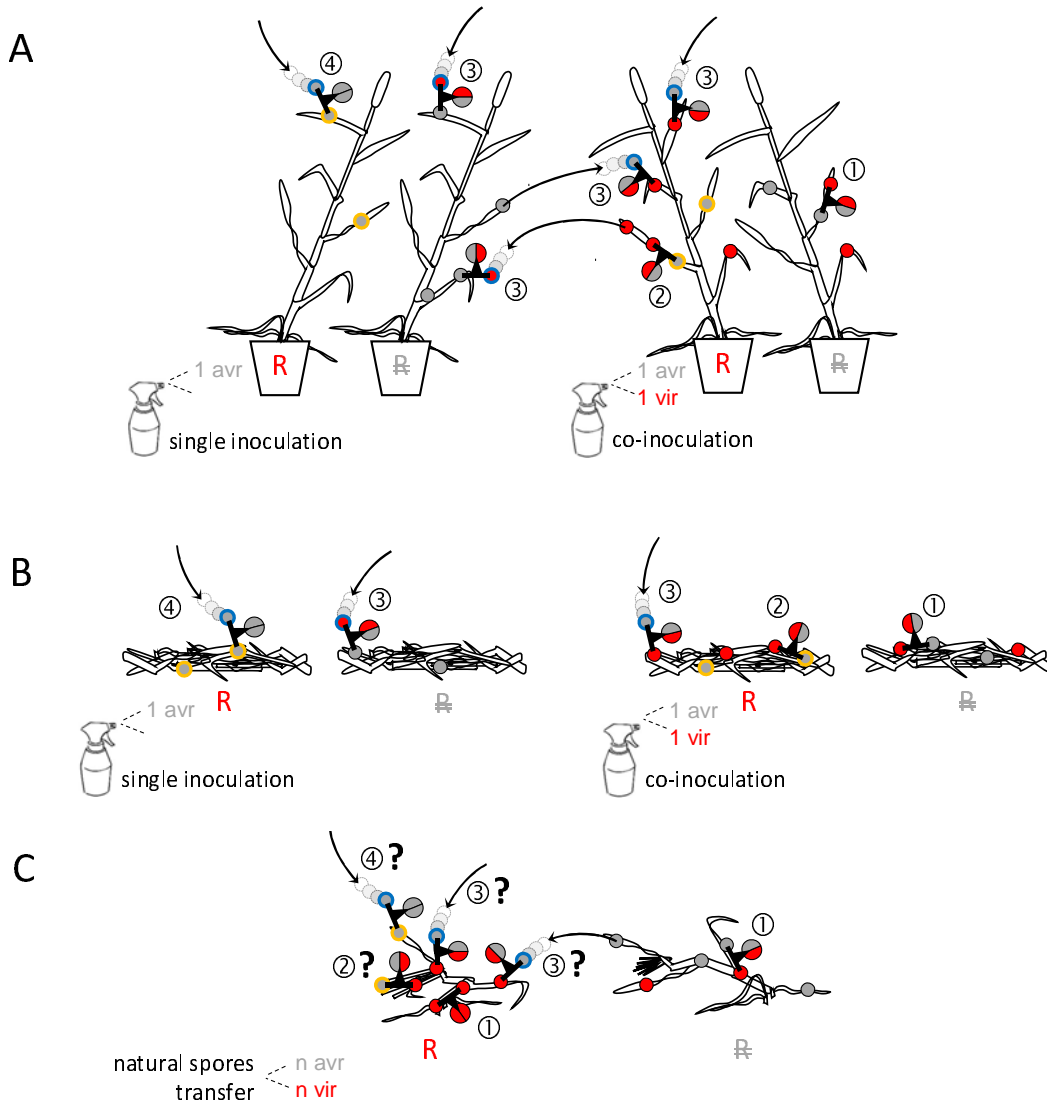 A
④
③
③
①
③
③
②
R
R
R
R
1 avr
1 avr
1 vir
single inoculation
co-inoculation
B
④
③
③
②
①
R
R
R
R
1 avr
1 avr
1 vir
single inoculation
co-inoculation
C
④ ?
③ ?
② ?
③ ?
①
①
R
R
natural spores
transfer
n avr
n vir